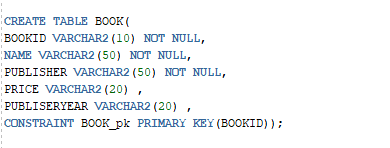 CREATE TABLE BOOK(
BOOKID VARCHAR2(10) NOT NULL,
NAME VARCHAR2(50) NOT NULL,
PUBLISHER VARCHAR2(50) NOT NULL,
PRICE VARCHAR2(20) ,
PUBLISERYEAR VARCHAR2(20) ,
CONSTRAINT BOOK_pk PRIMARY KEY(BOOKID));